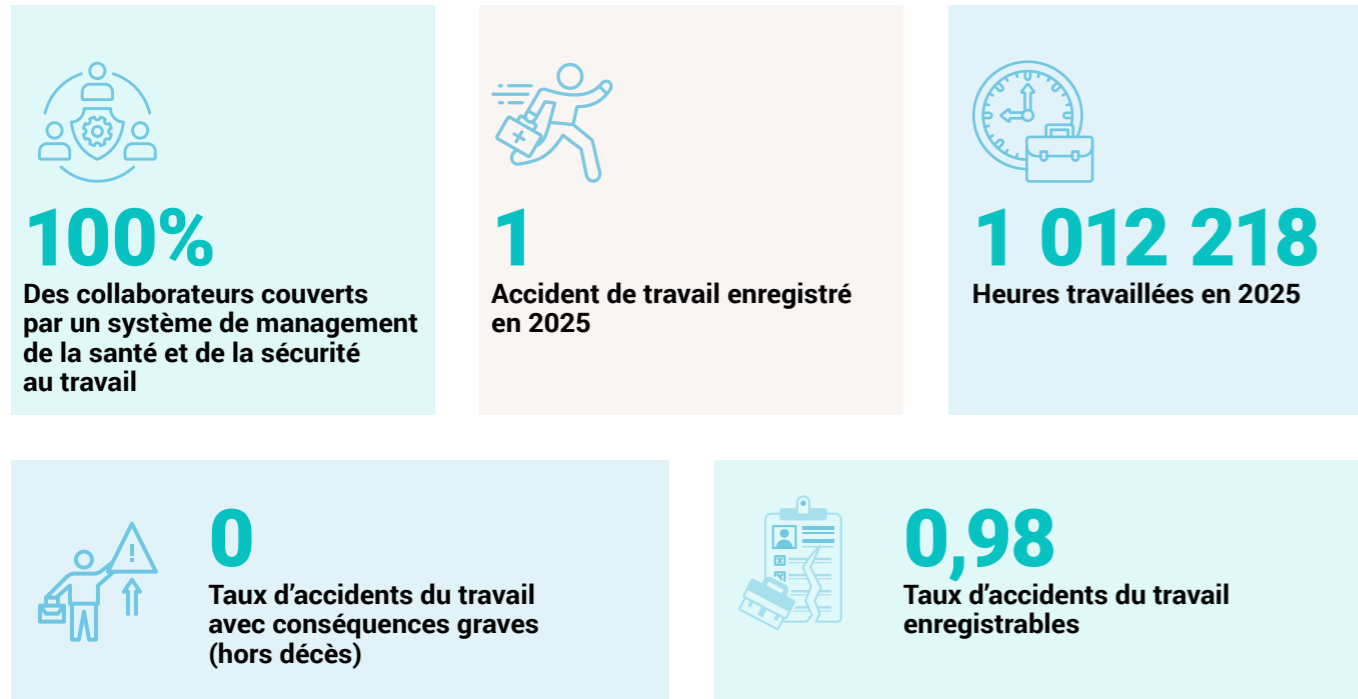 100%
Des collaborateurs couverts
par un système de management
de la santé et de la sécurité
au travail
1
Accident de travail enregistré
en 2025
1 012 218
Heures travaillées en 2025
0
Taux d’accidents du travail
avec conséquences graves
(hors décès)
0,98
Taux d’accidents du travail
enregistrables